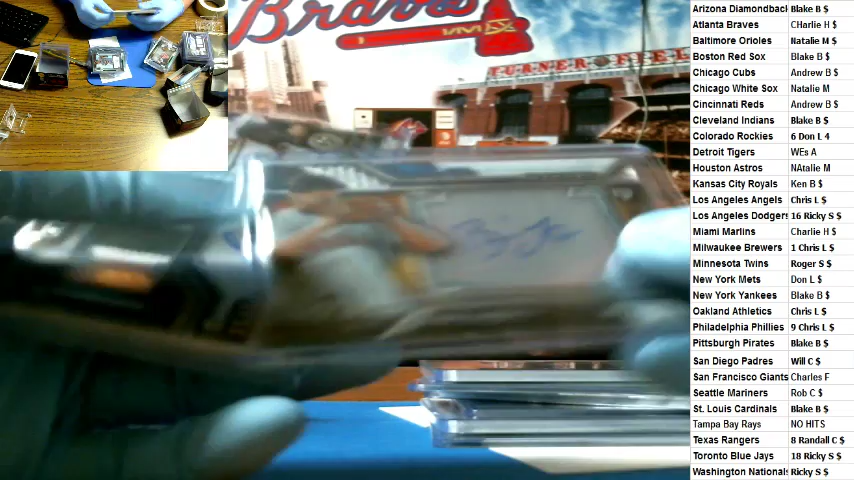 Braves
TURNER FIEL
Arizona Diamondback Blake B $
Atlanta Braves Charlie H $
Baltimore Orioles Natalie M $
Boston Red Sox Blake B $
Chicago Cubs Andrew B $
Chicago White Sox Natalie M
Cincinnati Reds Andrew B $
Cleveland Indians Blake B $
Colorado Rockies 6 Don L 4
Detroit Tigers WEs A
Houston Astros NAtalie M
Kansas City Royals Ken B $
Los Angeles Angels Chris L $
Los Angeles Dodgers 16 Ricky S $
Miami Marlins Charlie H $
Milwaukee Brewers 1 Chris L $
Minnesota Twins Roger S $
New York Mets Don L $
New York Yankees Blake B $
Oakland Athletics Chris L $
Philadelphia Phillies 9 Chris L $
Pittsburgh Pirates Blake B $
San Diego Padres Will C $
San Francisco Giants Charles F
Seattle Mariners Rob C $
St. Louis Cardinals Blake B $
Tampa Bay Rays NO HITS
Texas Rangers 8 Randall C $
Toronto Blue Jays 18 Ricky S $
Washington Nationals Ricky S $